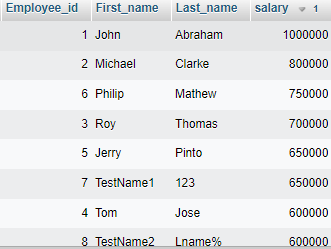 Employee_id First_name Last_name salary 1
1 John Abraham 1000000
2 Michael Clarke 800000
6 Philip Mathew 750000
3 Roy Thomas 700000
5 Jerry Pinto 650000
7 TestName1 123 650000
4 Tom Jose 600000
8 TestName2 Lname% 600000